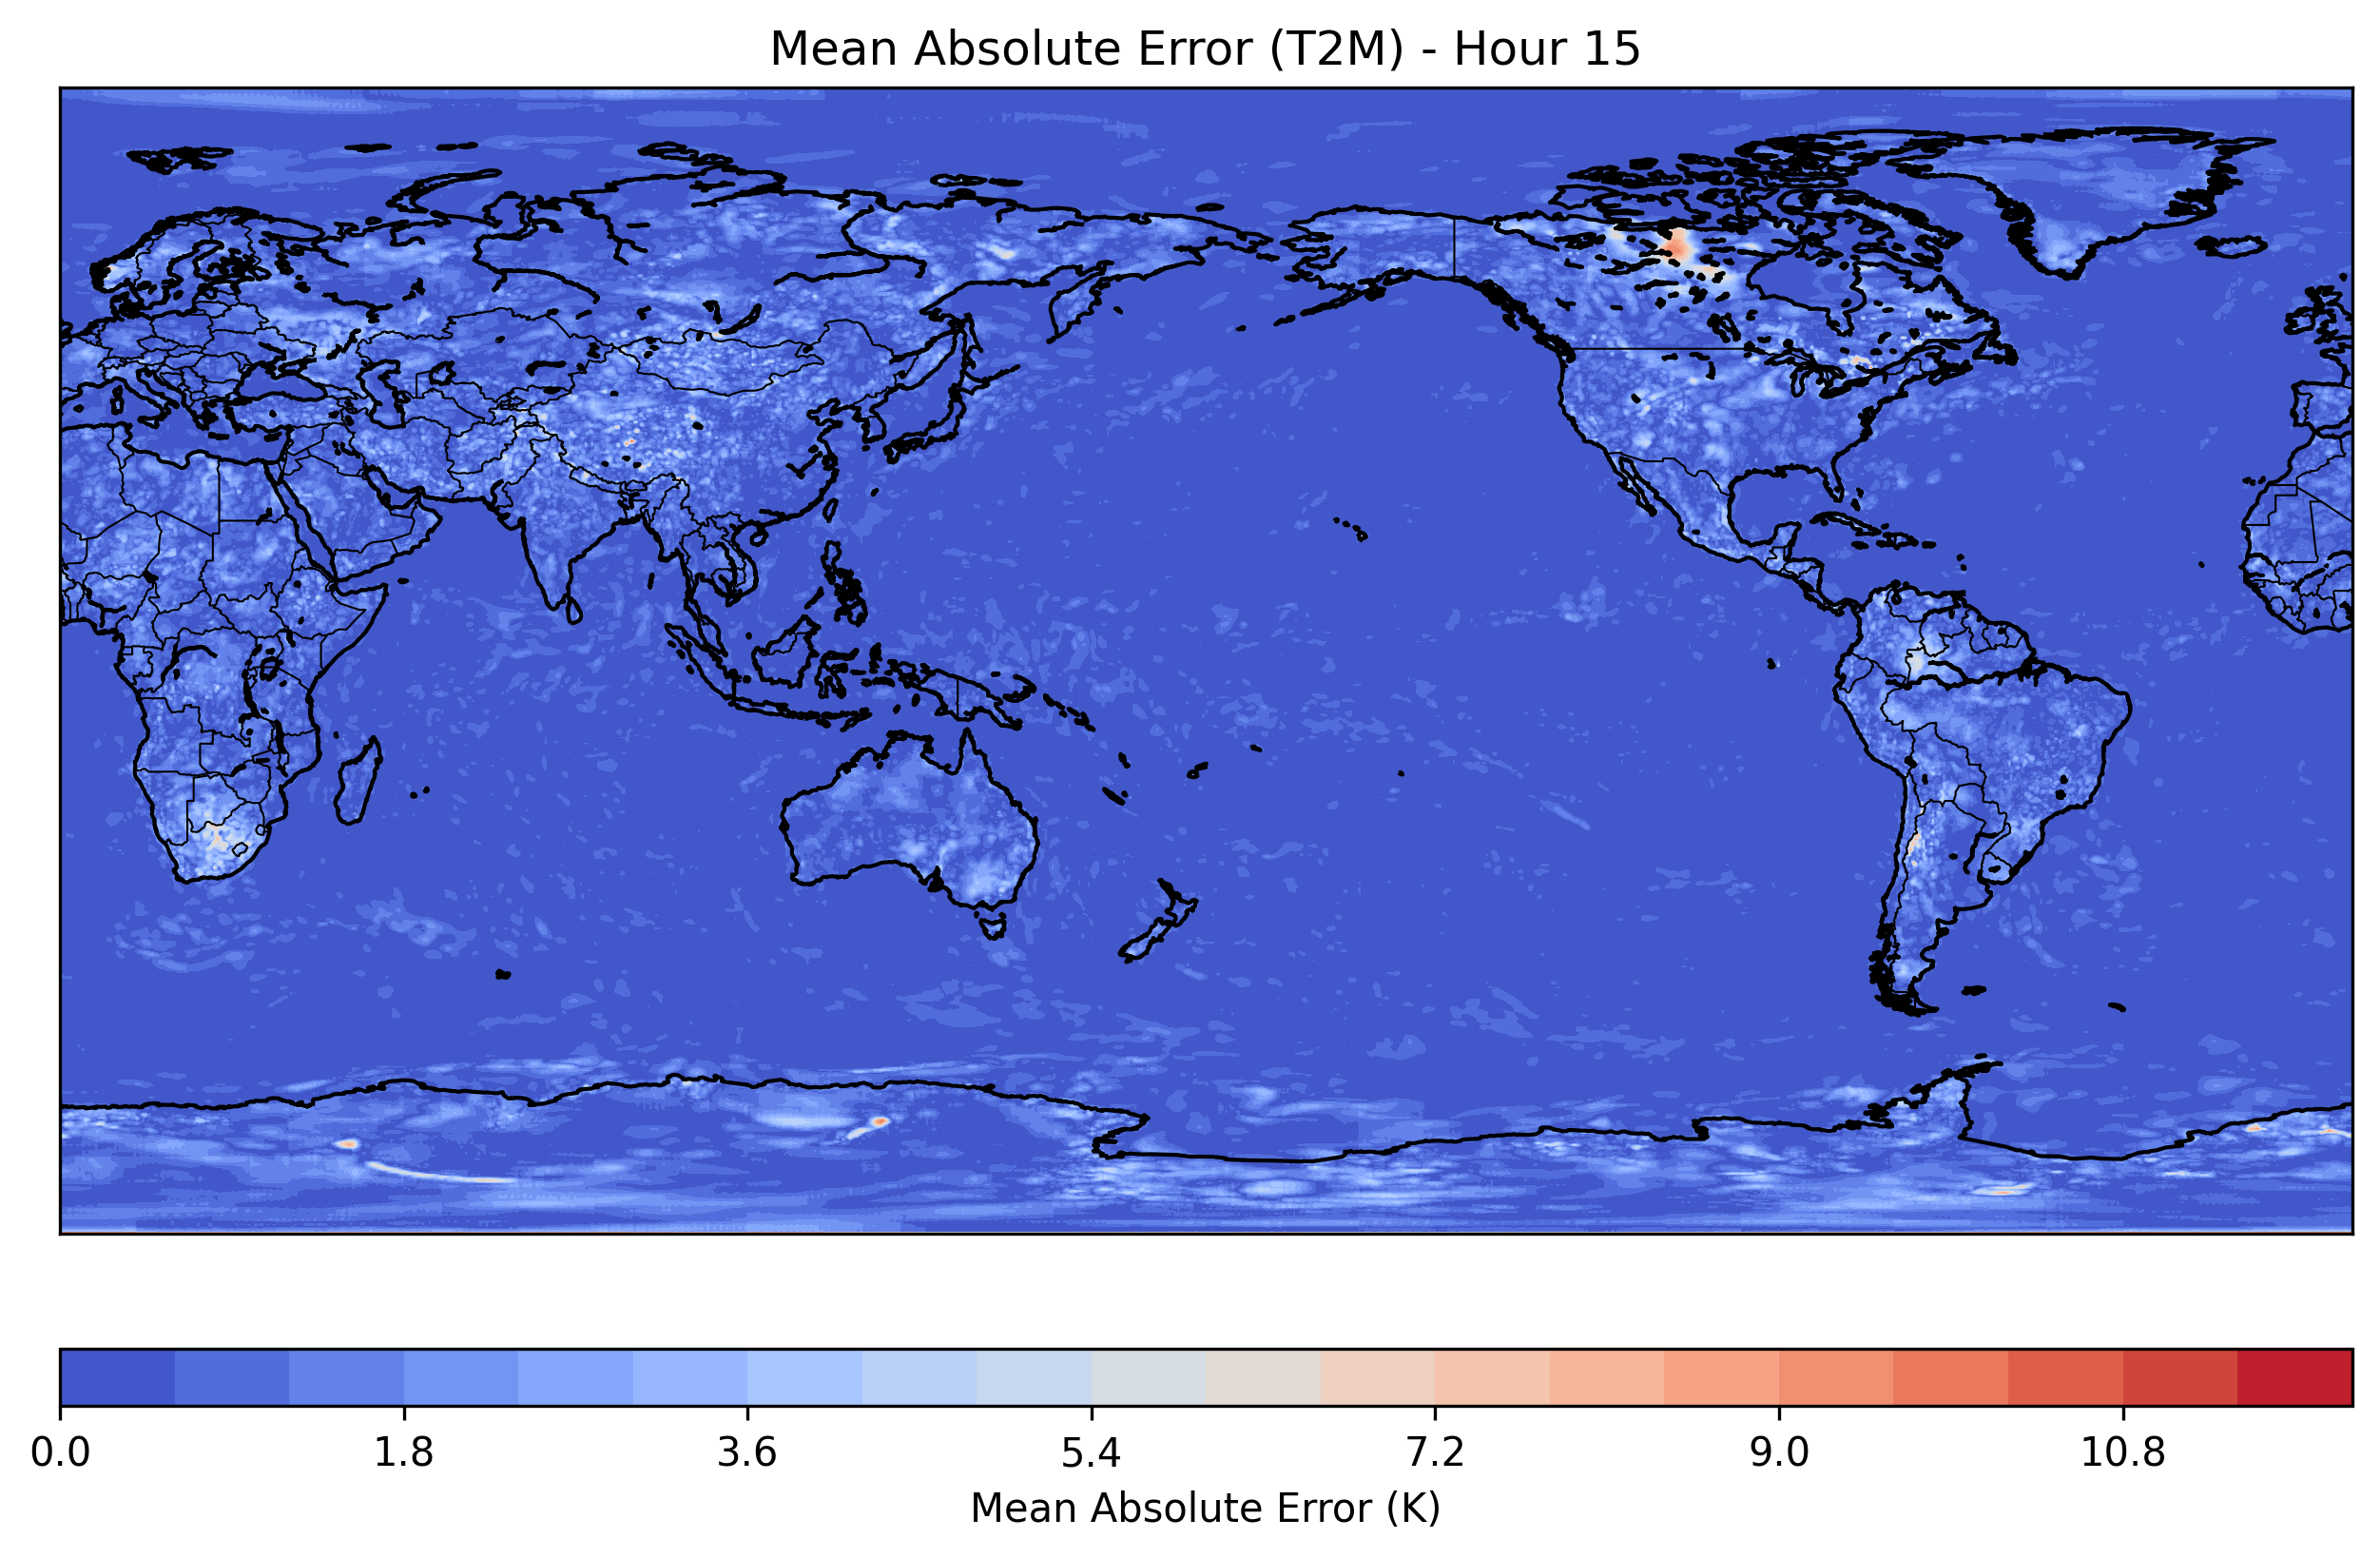 Mean Absolute Error (T2M) - Hour 15
0.0 1.8 3.6 5.4 7.2 9.0 10.8
Mean Absolute Error (K)